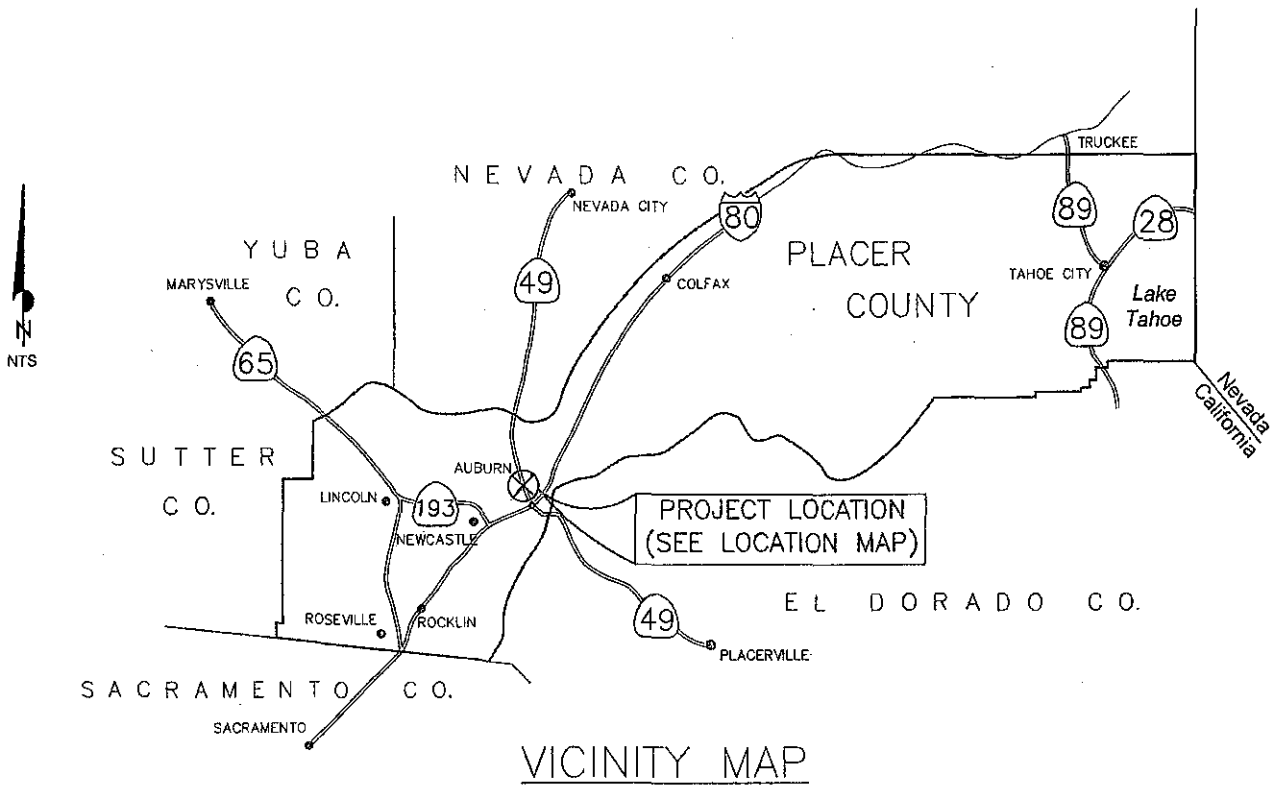 TRUCKEE
NEVADA CO.
NEVADA CITY
80
89
28
YUBA
CO.
PLACER
COUNTY
MARYSVILLE
49
COLFAX
TAHOE CITY
Lake
Tahoe
N
NTS
65
89
Nevada
California
SUTTER
CO.
AUBURN
LINCOLN
193
NEWCASTLE
PROJECT LOCATION
(SEE LOCATION MAP)
EL DORADO CO.
ROSEVILLE
ROCKLIN
49
PLACERVILLE
SACRAMENTO CO.
SACRAMENTO
VICINITY MAP